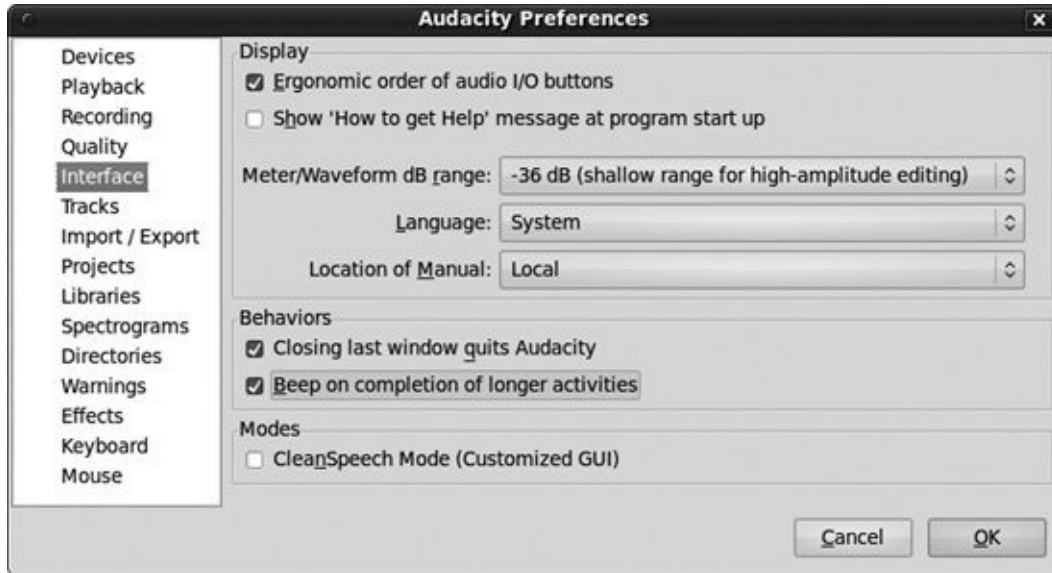 Audacity Preferences
Devices
Playback
Recording
Quality
Interface
Tracks
Import / Export
Projects
Libraries
Spectrograms
Directories
Warnings
Effects
Keyboard
Mouse
Display
Ergonomic order of audio I/O buttons
Show 'How to get Help' message at program start up
Meter/Waveform dB range: -36 dB (shallow range for high-amplitude editing)
Language: System
Location of Manual: Local
Behaviors
Closing last window quits Audacity
Beep on completion of longer activities
Modes
CleanSpeech Mode (Customized GUI)
Cancel OK